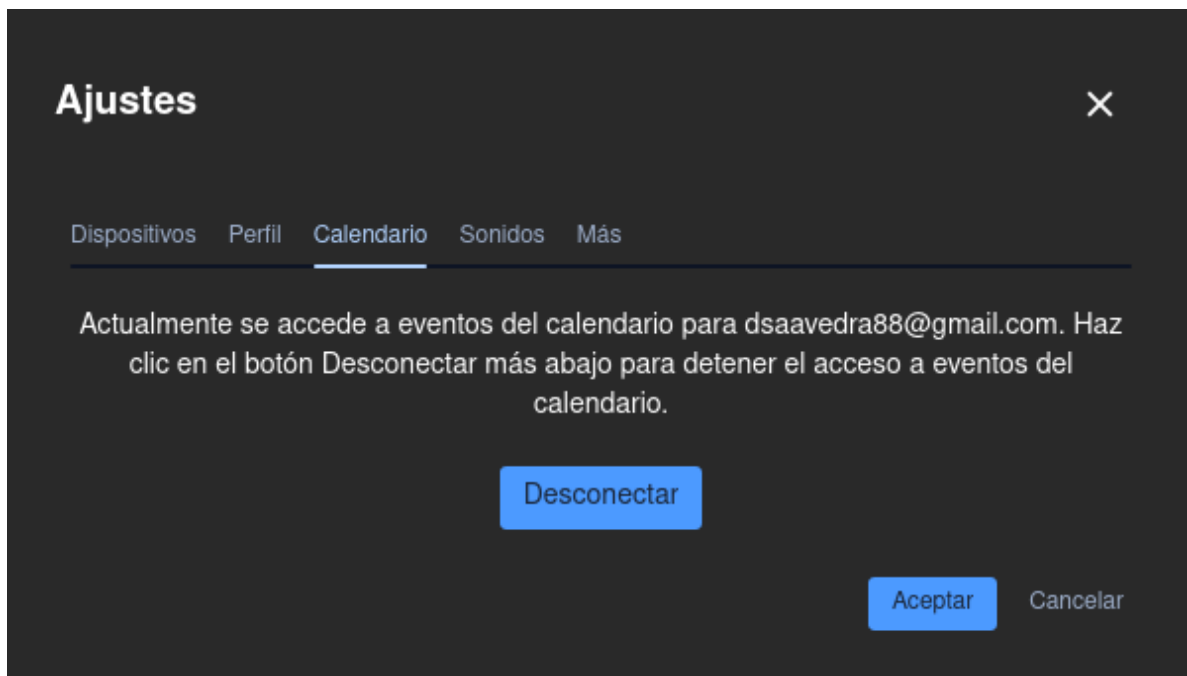 Ajustes
Dispositivos Perfil Calendario Sonidos Más
Actualmente se accede a eventos del calendario para dsaavedra88@gmail.com. Haz
clic en el botón Desconectar más abajo para detener el acceso a eventos del
calendario.
Desconectar
Aceptar Cancelar